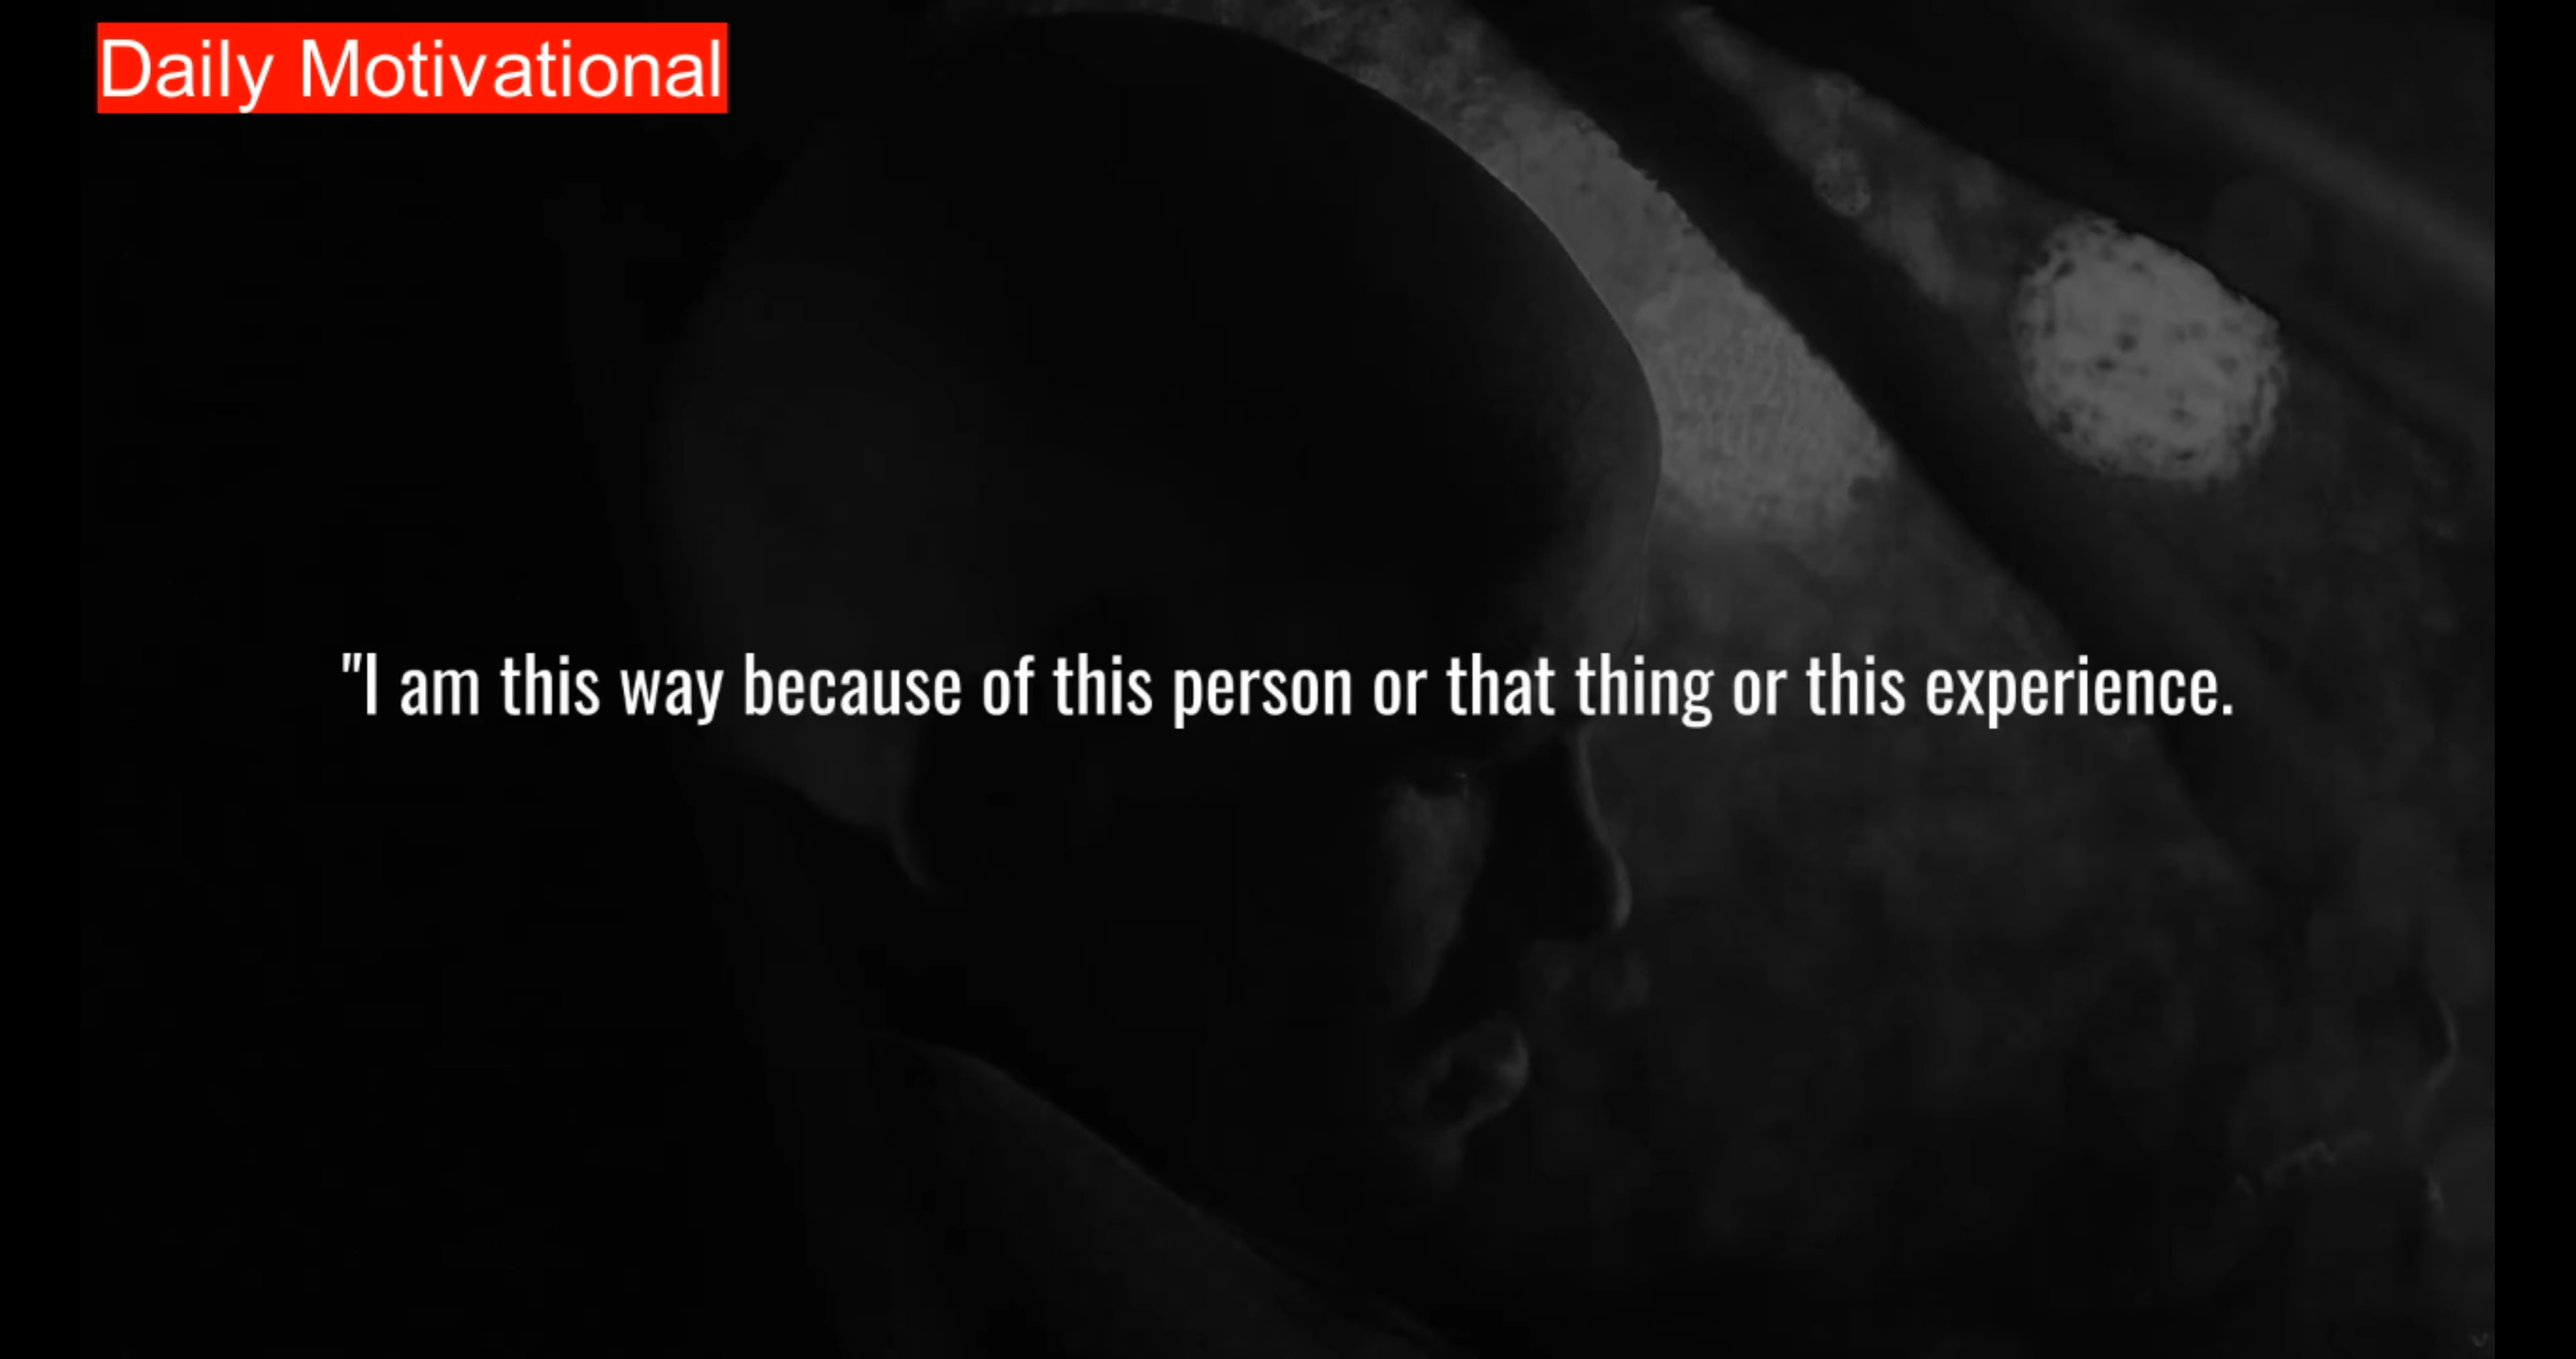 Daily Motivational
"I am this way because of this person or that thing or this experience.